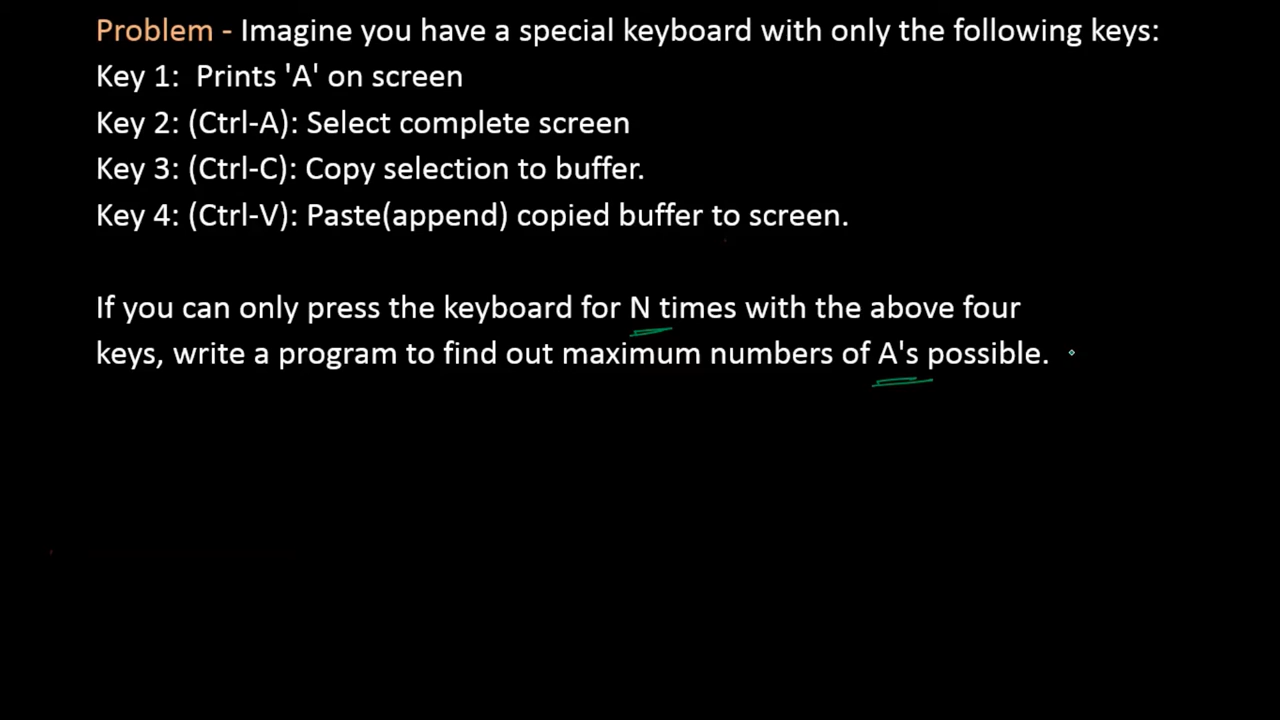 Problem - Imagine you have a special keyboard with only the following keys:
Key 1: Prints 'A' on screen
Key 2: (Ctrl-A): Select complete screen
Key 3: (Ctrl-C): Copy selection to buffer.
Key 4: (Ctrl-V): Paste(append) copied buffer to screen.
If you can only press the keyboard for N times with the above four
keys, write a program to find out maximum numbers of A's possible.